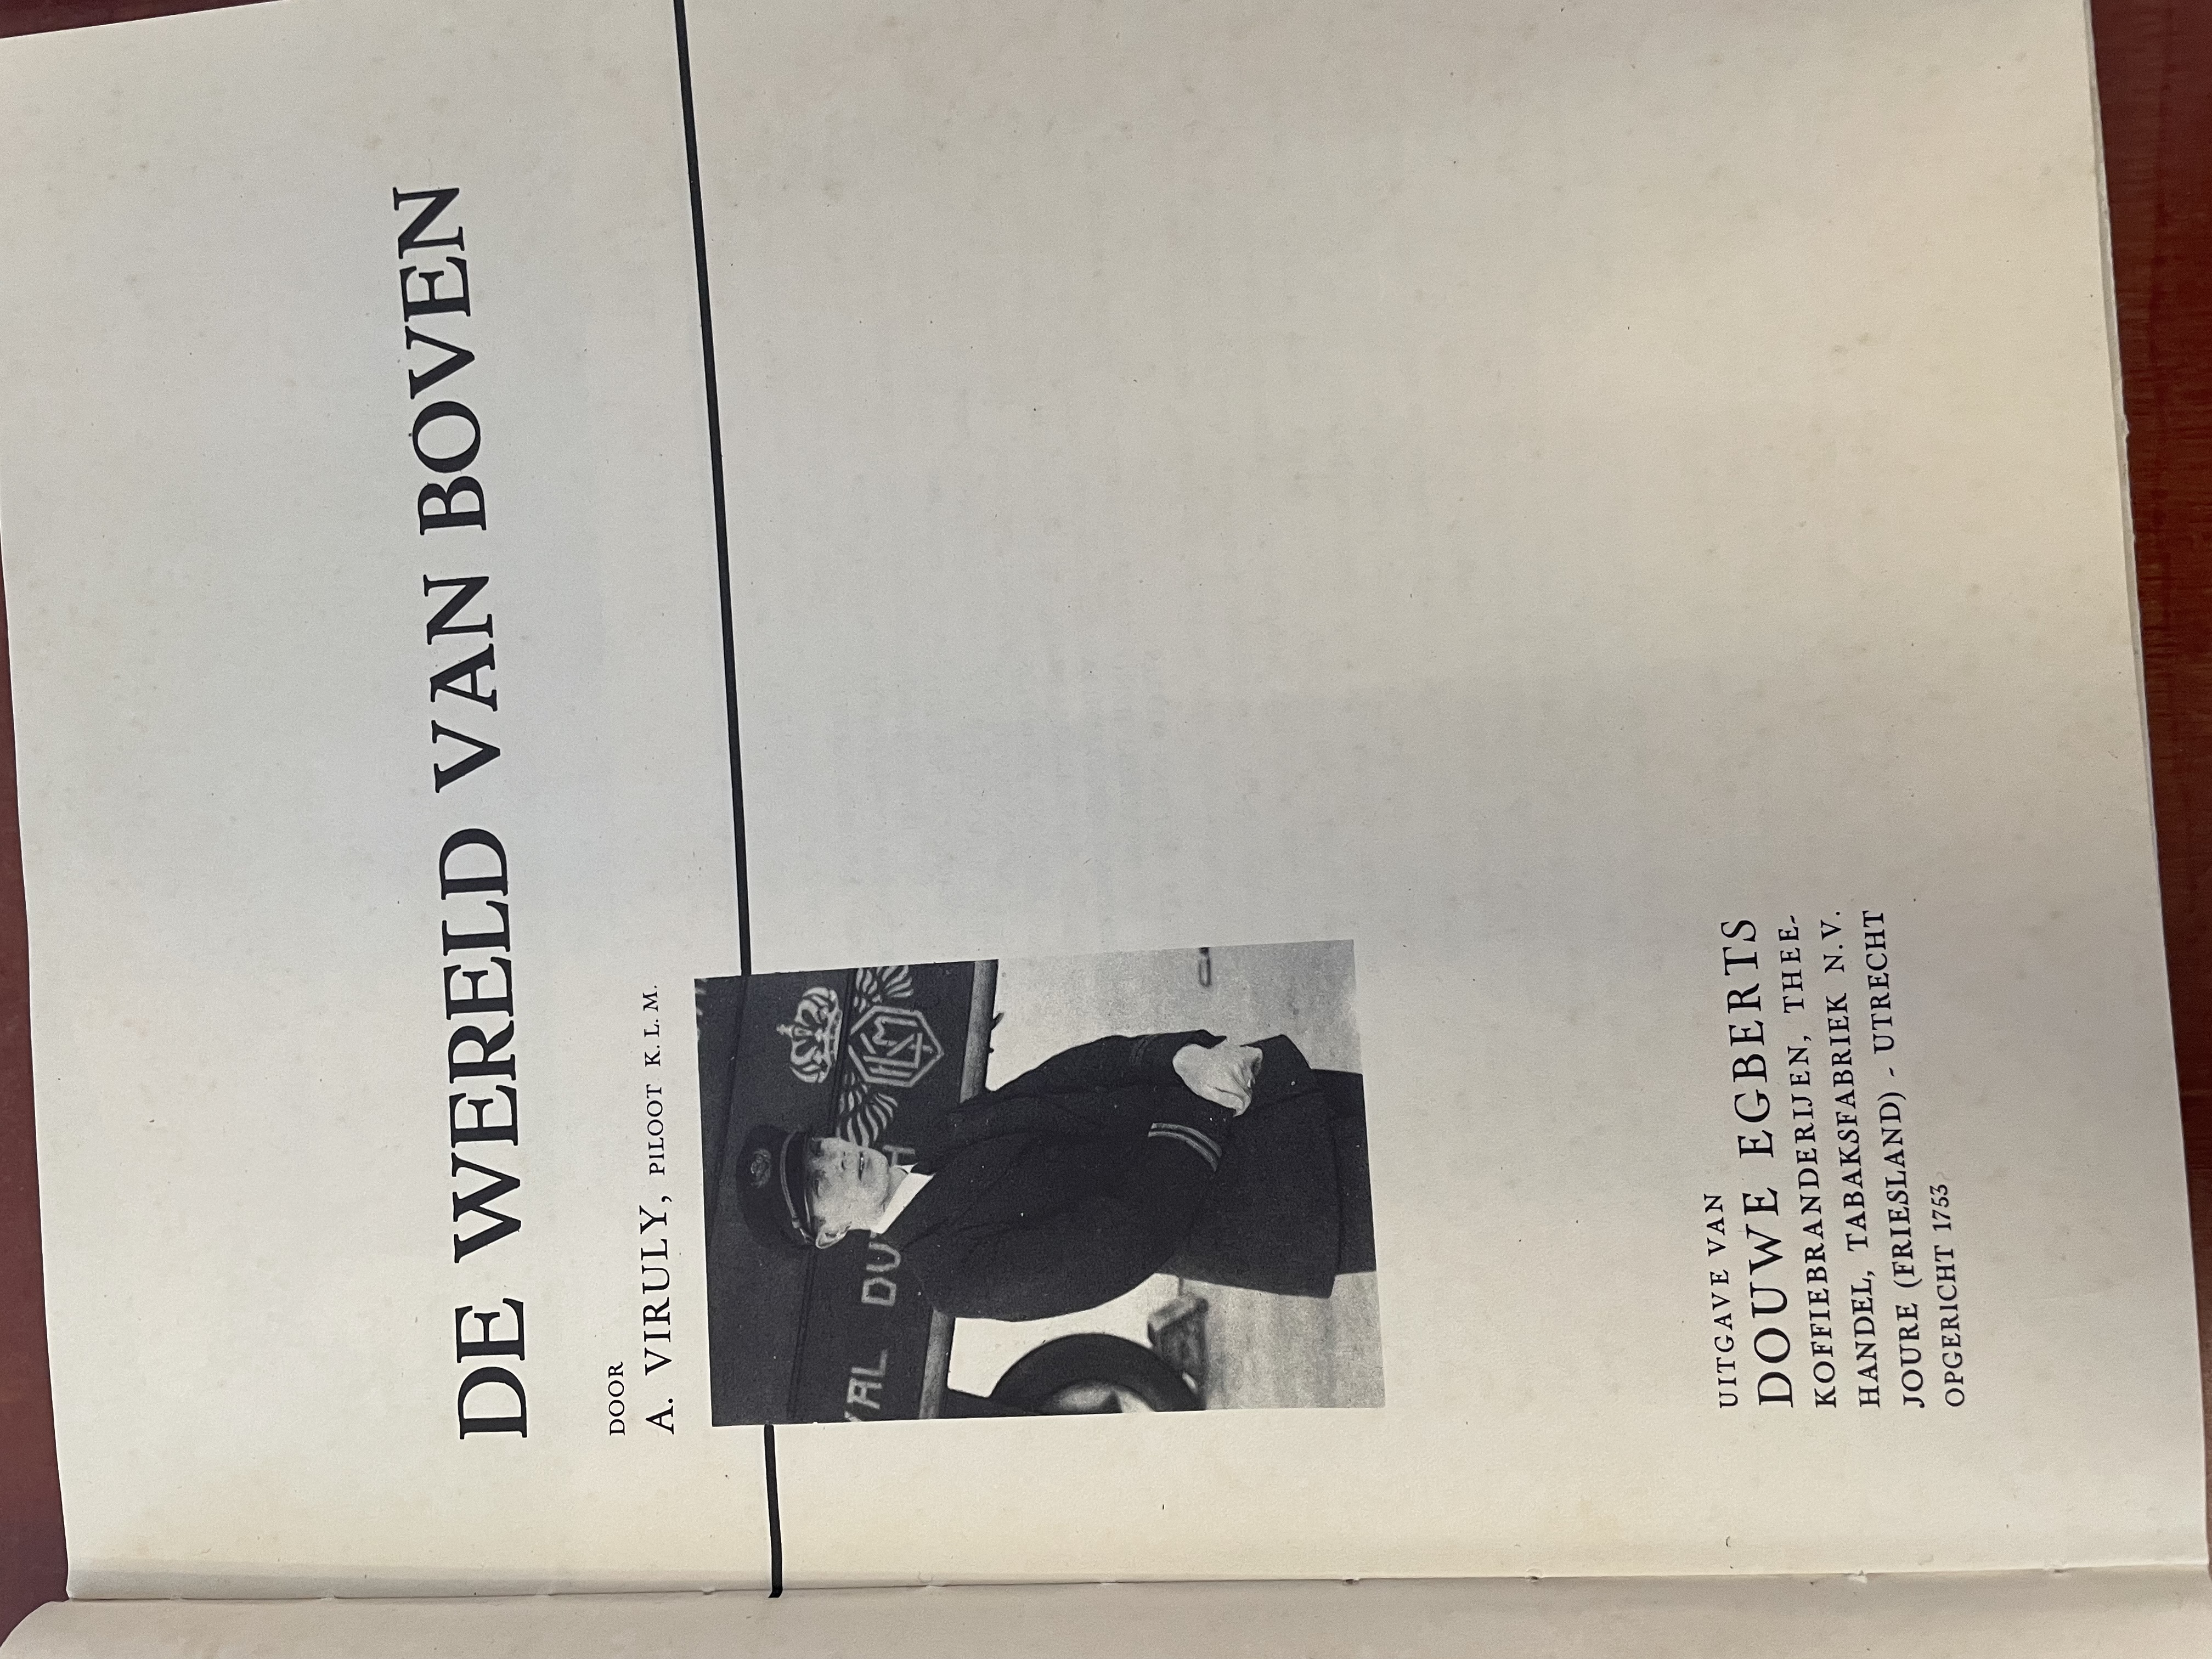 DE WERELD VAN BOVEN
DOOR
A. VIRULY, PILOOT K.L.M.
KLM
UITGAVE VAN
DOUWE EGBERTS
KOFFIEBRANDERIJEN, THEE-
HANDEL, TABAKSFABRIEK N.V.
JOURE (FRIESLAND) - UTRECHT
OPGERICHT 1753